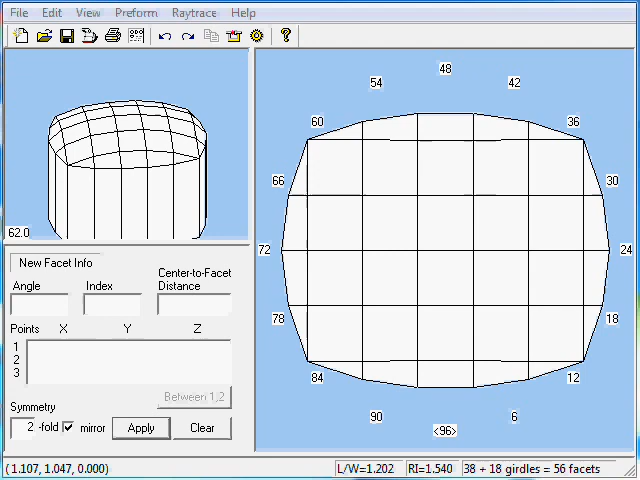 File Edit View Preform Raytrace Help
48
54 42
60 36
66 30
62.0
72 24
New Facet Info
Center-to-Facet
Angle Index Distance
78 18
Points X Y Z
1
2
3
84 12
Between 1,2
Symmetry
90 6
2 -fold mirror Apply Clear
<96>
(1.107, 1.047, 0.000) L/W=1.202 RI=1.540 38 + 18 girdles = 56 facets